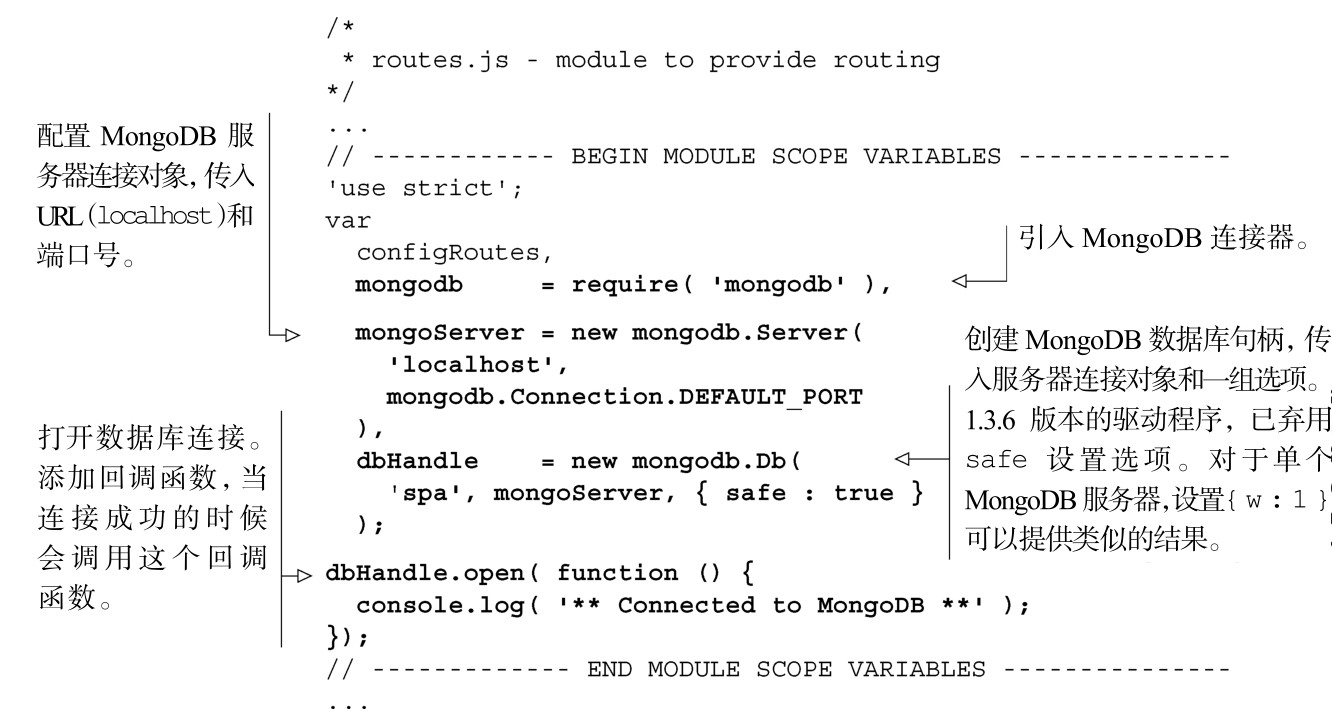 /*
 * routes.js - module to provide routing
*/
...
// ------------ BEGIN MODULE SCOPE VARIABLES --------------
'use strict';
var
  configRoutes,
  mongodb     = require( 'mongodb' ),
  mongoServer = new mongodb.Server(
    'localhost',
    mongodb.Connection.DEFAULT_PORT
  ),
  dbHandle    = new mongodb.Db(
    'spa', mongoServer, { safe : true }
  );
dbHandle.open( function () {
  console.log( '** Connected to MongoDB **' );
});
// ------------- END MODULE SCOPE VARIABLES ---------------
...
配置 MongoDB 服
务器连接对象，传入
URL（localhost）和
端口号。
引入 MongoDB 连接器。
创建 MongoDB 数据库句柄，传
入服务器连接对象和一组选项。
1.3.6 版本的驱动程序，已弃用
safe 设置选项。对于单个
MongoDB 服务器，设置{ w : 1 }
可以提供类似的结果。
打开数据库连接。
添加回调函数，当
连接成功的时候
会调用这个回调
函数。